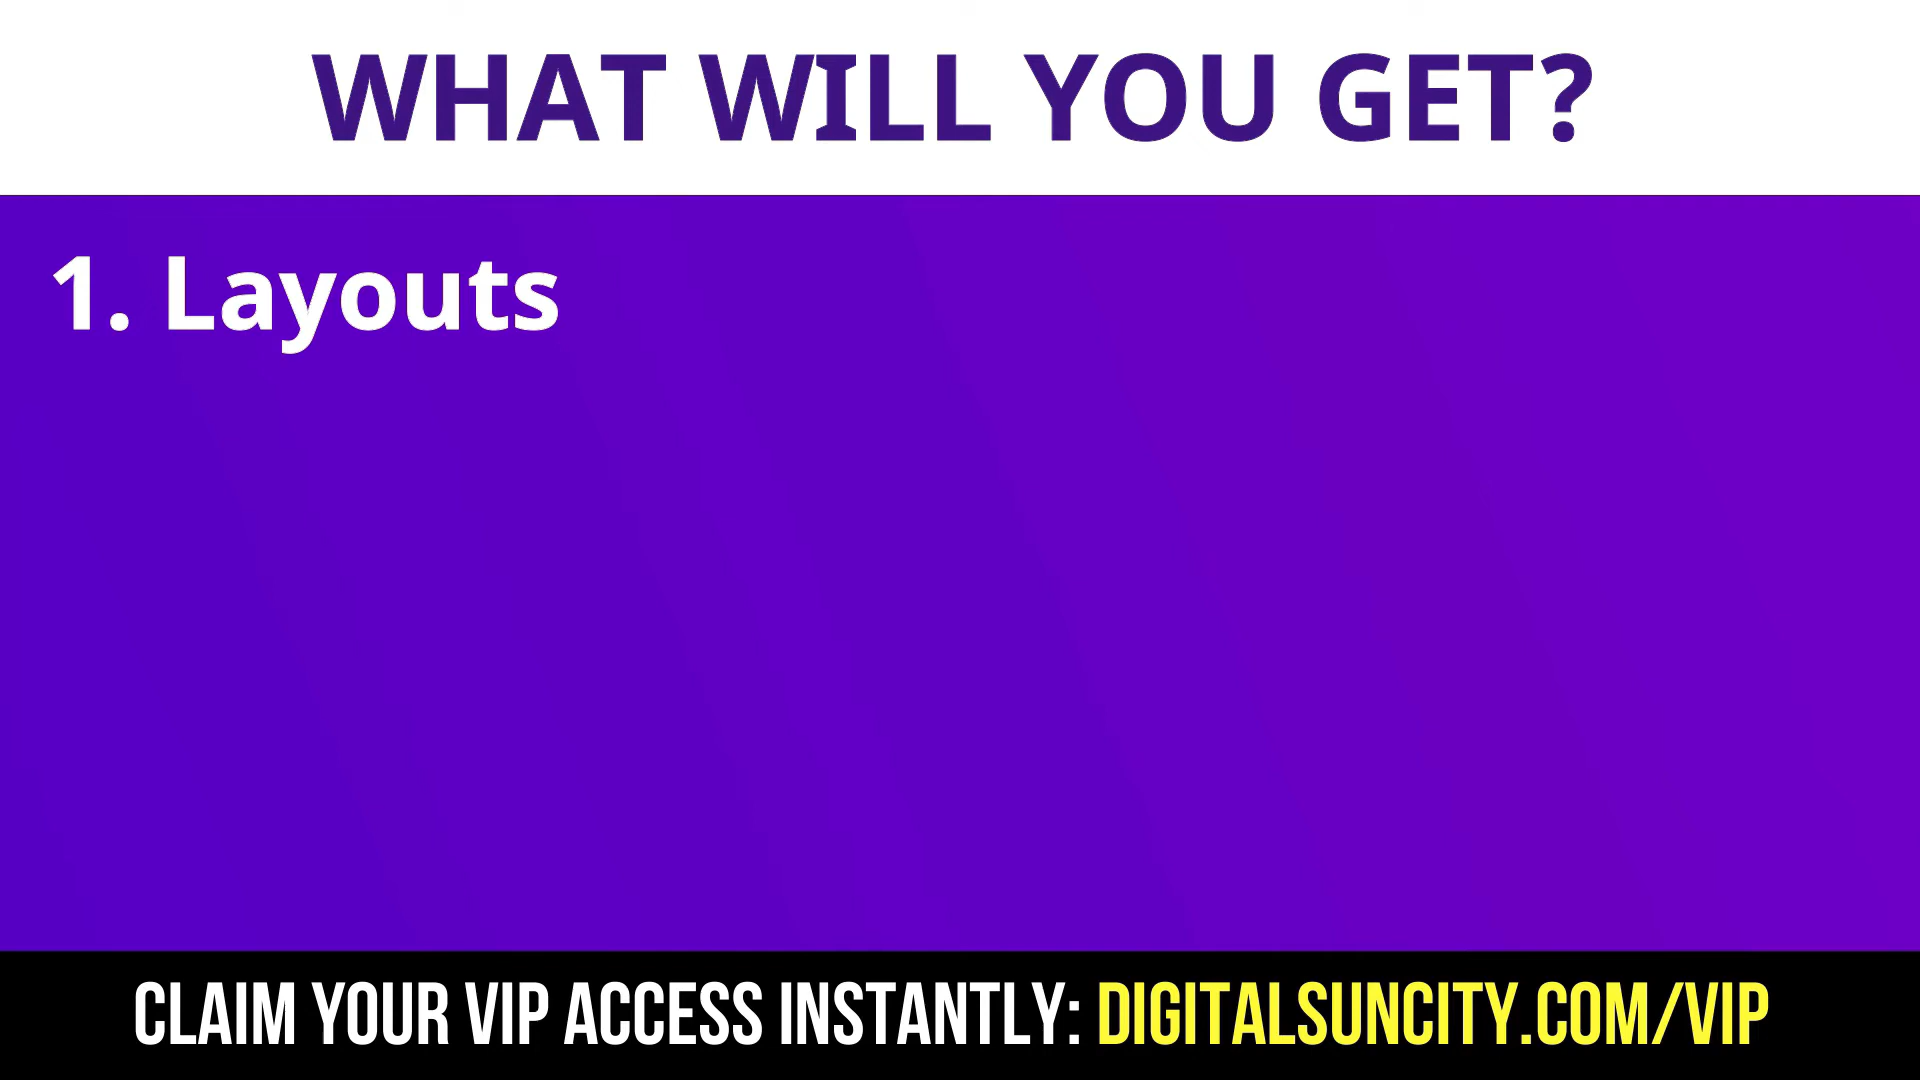 WHAT WILL YOU GET?
1. Layouts
CLAIM YOUR VIP ACCESS INSTANTLY: DIGITALSUNCITY.COM/VIP